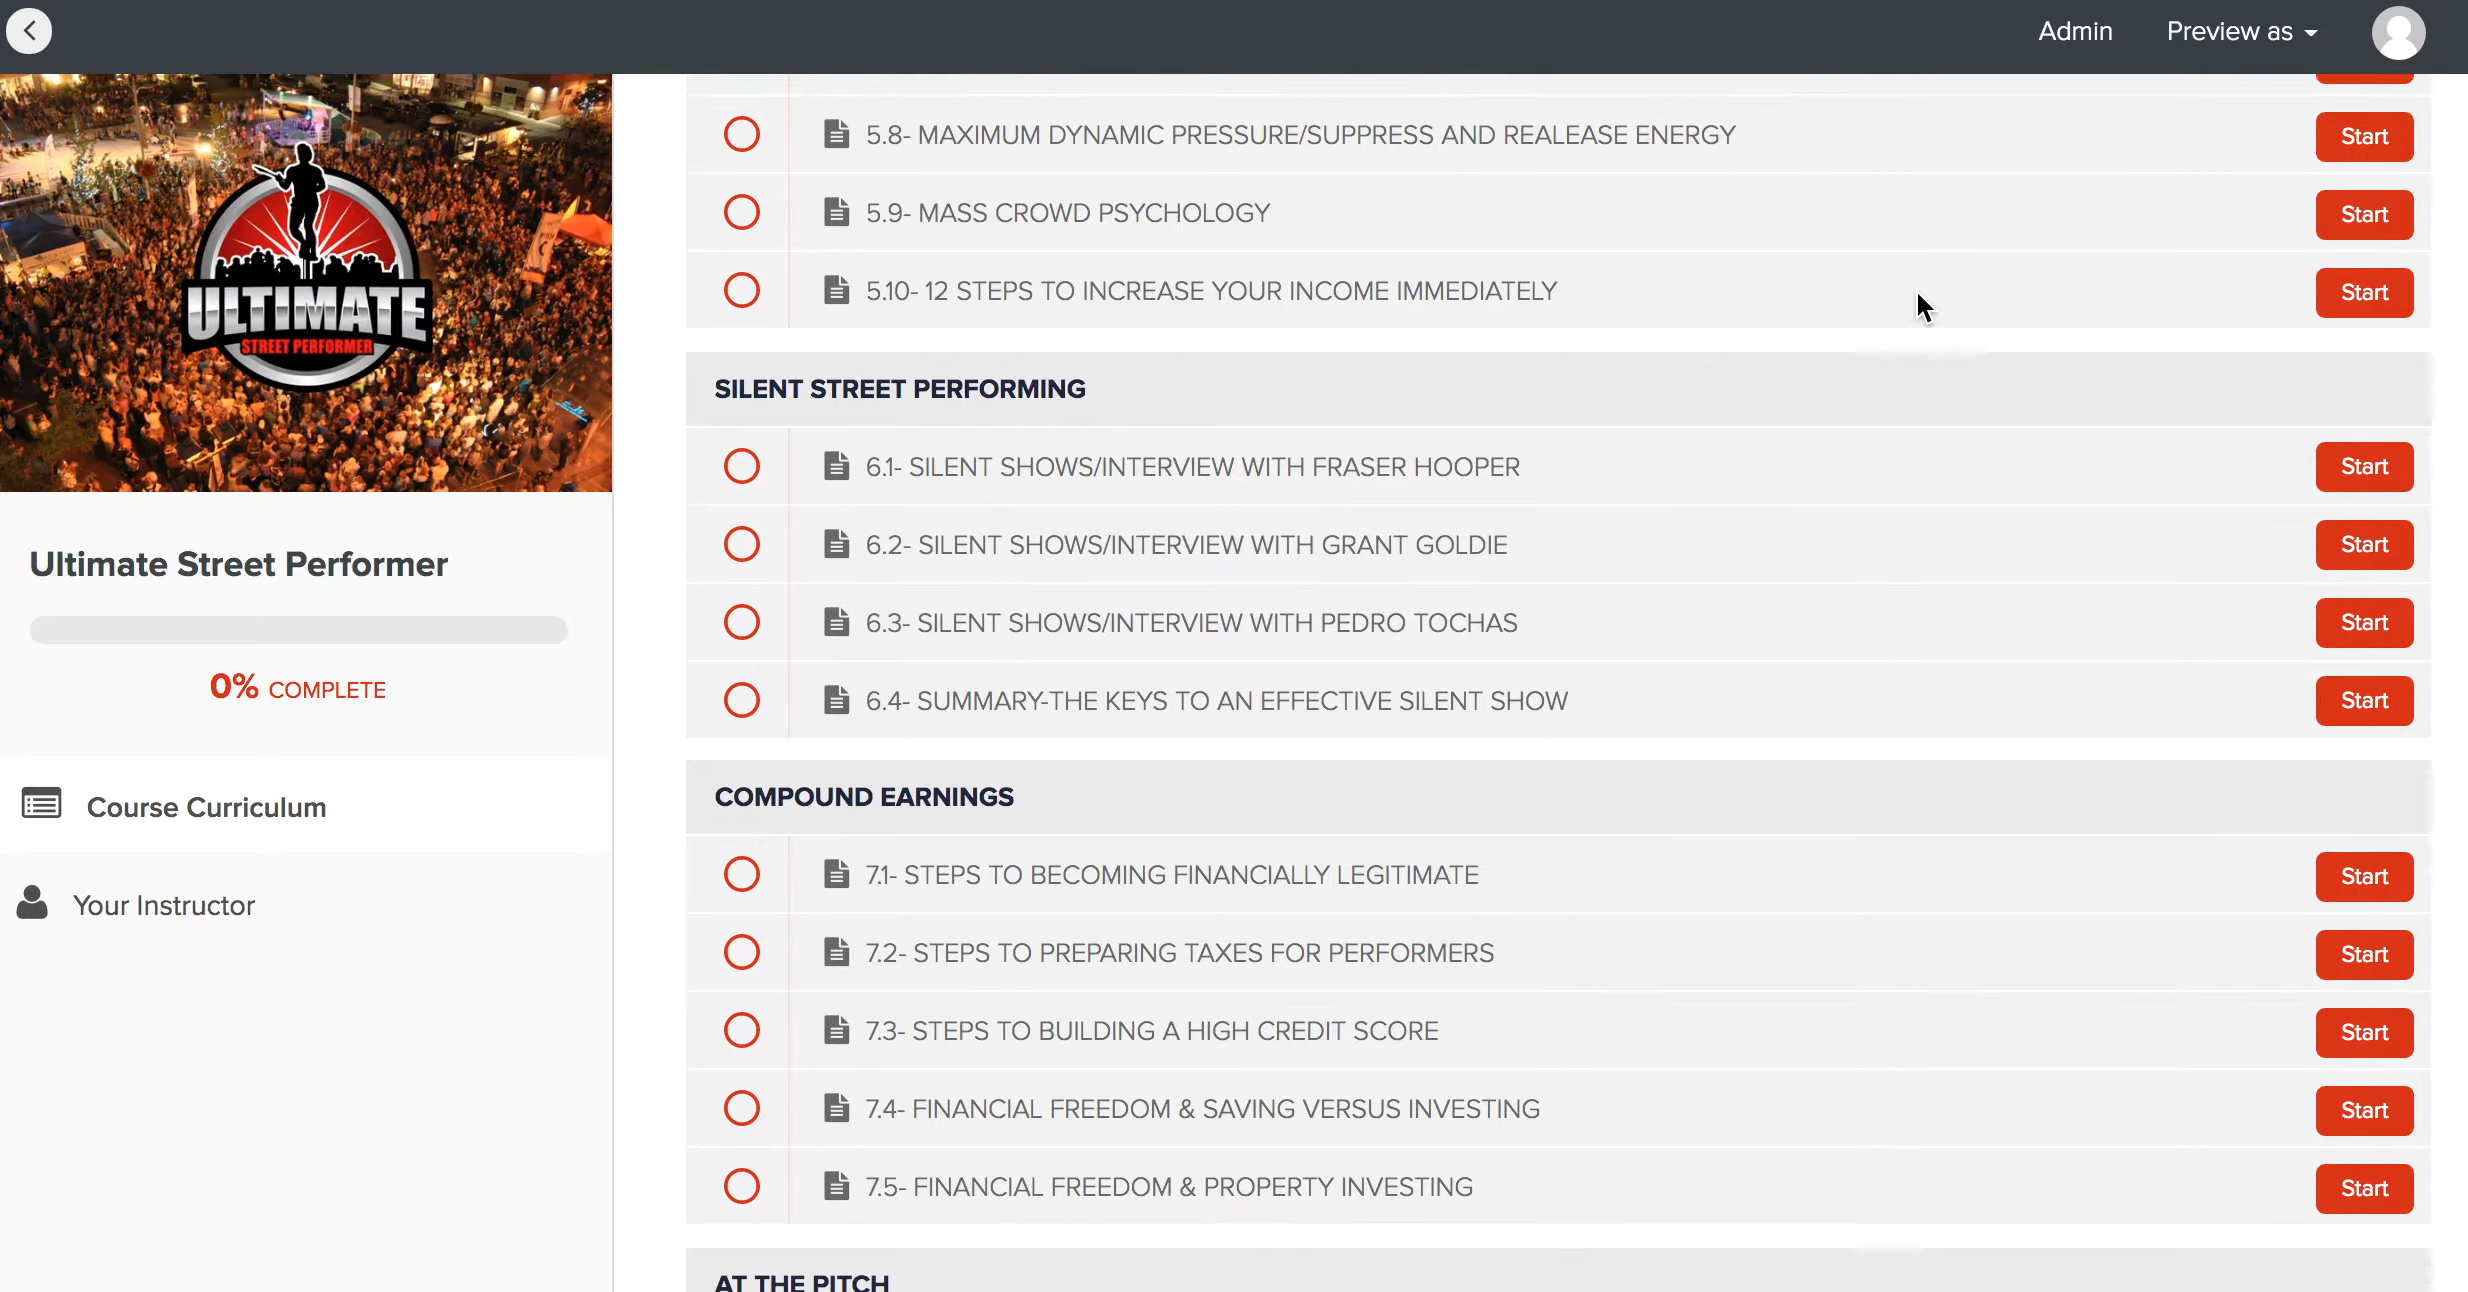 Admin
Preview as
ULTIMATE
STREET PERFORMER
Ultimate Street Performer
0% COMPLETE
Course Curriculum
Your Instructor
5.8- MAXIMUM DYNAMIC PRESSURE/SUPPRESS AND REALEASE ENERGY
Start
5.9- MASS CROWD PSYCHOLOGY
Start
5.10- 12 STEPS TO INCREASE YOUR INCOME IMMEDIATELY
Start
SILENT STREET PERFORMING
6.1- SILENT SHOWS/INTERVIEW WITH FRASER HOOPER
Start
6.2- SILENT SHOWS/INTERVIEW WITH GRANT GOLDIE
Start
6.3- SILENT SHOWS/INTERVIEW WITH PEDRO TOCHAS
Start
6.4- SUMMARY-THE KEYS TO AN EFFECTIVE SILENT SHOW
Start
COMPOUND EARNINGS
7.1- STEPS TO BECOMING FINANCIALLY LEGITIMATE
Start
7.2- STEPS TO PREPARING TAXES FOR PERFORMERS
Start
7.3- STEPS TO BUILDING A HIGH CREDIT SCORE
Start
7.4- FINANCIAL FREEDOM & SAVING VERSUS INVESTING
Start
7.5- FINANCIAL FREEDOM & PROPERTY INVESTING
Start
AT THE PITCH